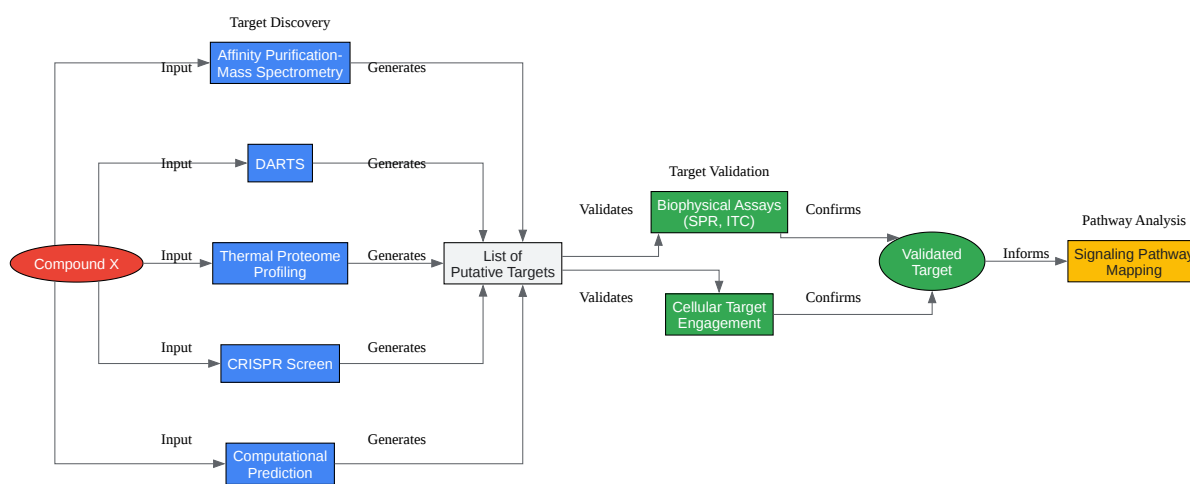 Target Discovery
Affinity Purification-
Mass Spectrometry
Input
Generates
Input
DARTS
Generates
Target Validation
Validates
Biophysical Assays
(SPR, ITC)
Confirms
Pathway Analysis
Compound X
Input
Thermal Proteome
Profiling
Generates
List of
Putative Targets
Validated
Target
Informs
Signaling Pathway
Mapping
Validates
Cellular Target
Engagement
Confirms
Input
CRISPR Screen
Generates
Input
Computational
Prediction
Generates